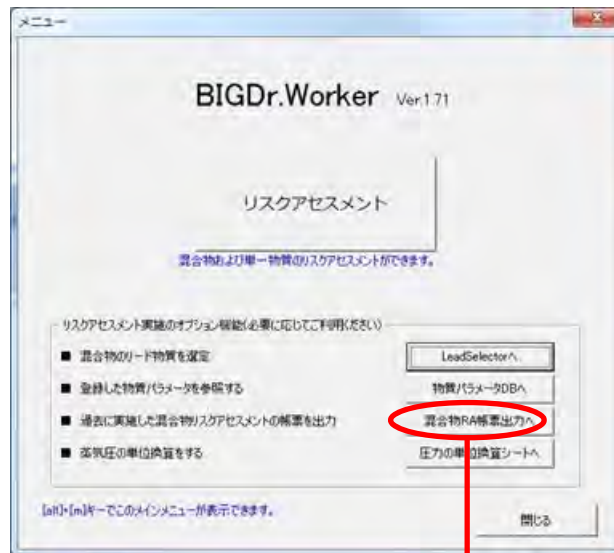 メニュー
BIGDr.Worker Ver.1.71
リスクアセスメント
混合物および単一物質のリスクアセスメントができます。
リスクアセスメント実施のオプション機能(必要に応じてご利用ください)
■ 混合物のリード物質を選定 LeadSelectorへ
■ 登録した物質パラメータを参照する 物質パラメータDBへ
■ 過去に実施した混合物リスクアセスメントの帳票を出力 混合物RA帳票出力へ
■ 蒸気圧の単位換算をする 圧力の単位換算シートへ
[alt]+[m]キーでこのメインメニューが表示できます。 閉じる